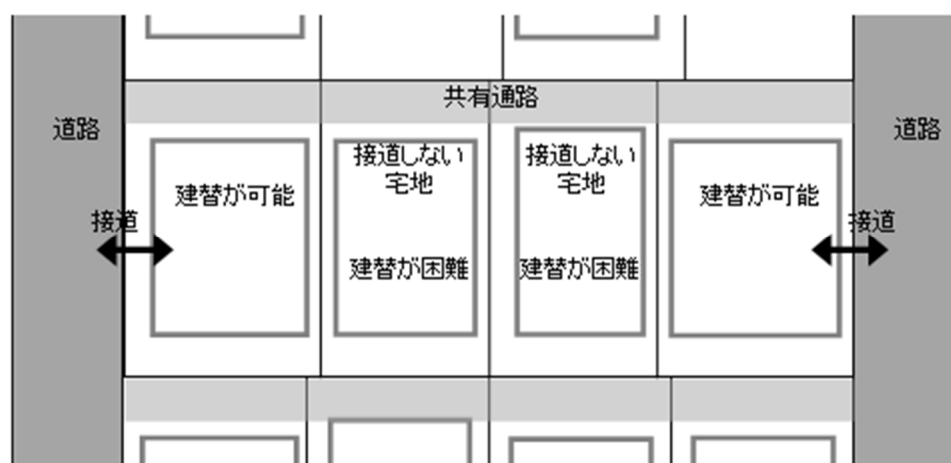 共有通路
道路
道路
接道しない
宅地
接道しない
宅地
建替が可能
建替が可能
接道
接道
建替が困難
建替が困難